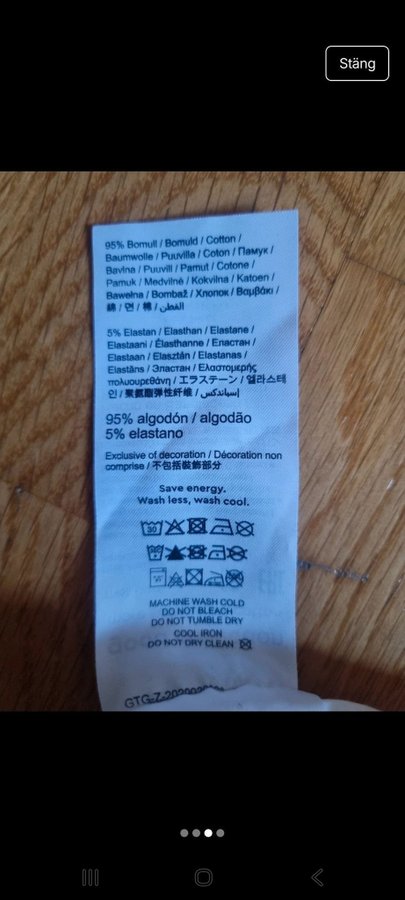 Stäng
95% Bomull / Bomuld / Cotton /
Baumwolle / Puuvilla / Coton / Памук /
Bavlna / Puuvill / Pamut / Cotone /
Pamuk / Medvilnė / Kokvilna / Katoen /
Bawełna / Bombaž / Хлопок / Βαμβάκι /
綿 / 면 / 棉 / القطن /
5% Elastan / Elasthan / Elastane /
Elastaani / Élasthanne / Еластан /
Elastaan / Elasztán / Elastanas /
Elastāns / Эластан / Ελαστομερής
πολυουρεθάνη / エラステーン / 엘라스테
인 / 聚氨酯弹性纤维 / إسباندكس /
95% algodón / algodão
5% elastano
Exclusive of decoration / Décoration non
comprise / 不包括裝飾部分
Save energy.
Wash less, wash cool.
30
MACHINE WASH COLD
DO NOT BLEACH
DO NOT TUMBLE DRY
COOL IRON
DO NOT DRY CLEAN